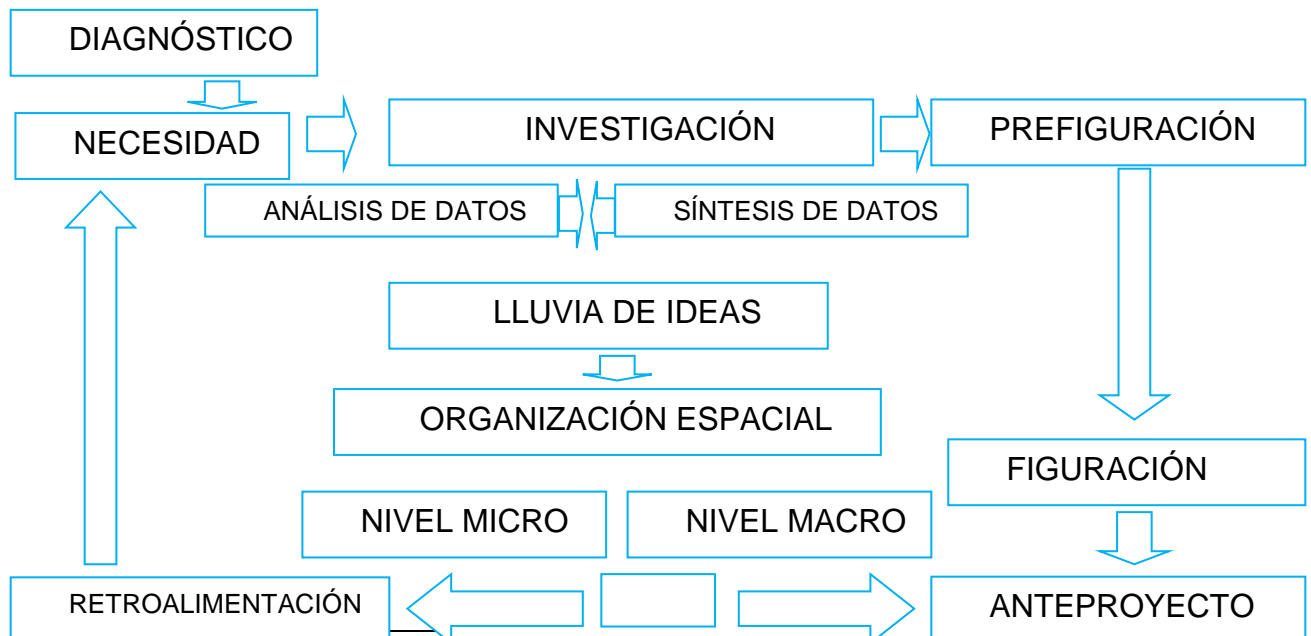 DIAGNÓSTICO
NECESIDAD
INVESTIGACIÓN
PREFIGURACIÓN
ANÁLISIS DE DATOS
SÍNTESIS DE DATOS
LLUVIA DE IDEAS
ORGANIZACIÓN ESPACIAL
FIGURACIÓN
NIVEL MICRO
NIVEL MACRO
RETROALIMENTACIÓN
ANTEPROYECTO